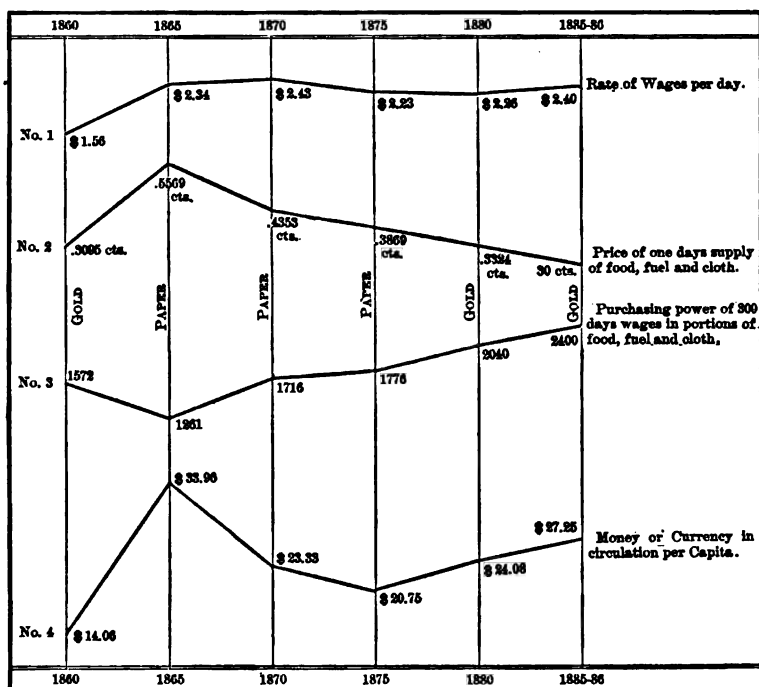 1860 1865 1870 1875 1880 1885-86
Rate of Wages per day.
$ 2.34 $ 2.43 $ 2.23 $ 2.26 $ 2.40
No. 1 $ 1.56
.5569
cts.
.4353
cts.
No. 2 .3095 cts.
.3869
cts.
.3324
cts.
30 cts.
Price of one days supply
of food, fuel and cloth.
GOLD PAPER PAPER PAPER GOLD GOLD
Purchasing power of 300
days wages in portions of
food, fuel and cloth.
2400
2040
No. 3 1572
1716 1776
1261
$ 33.96
$ 27.25
Money or Currency in
circulation per Capita.
$ 23.33
$ 24.06
$ 20.75
No. 4 $ 14.06
1860 1865 1870 1875 1880 1885-86